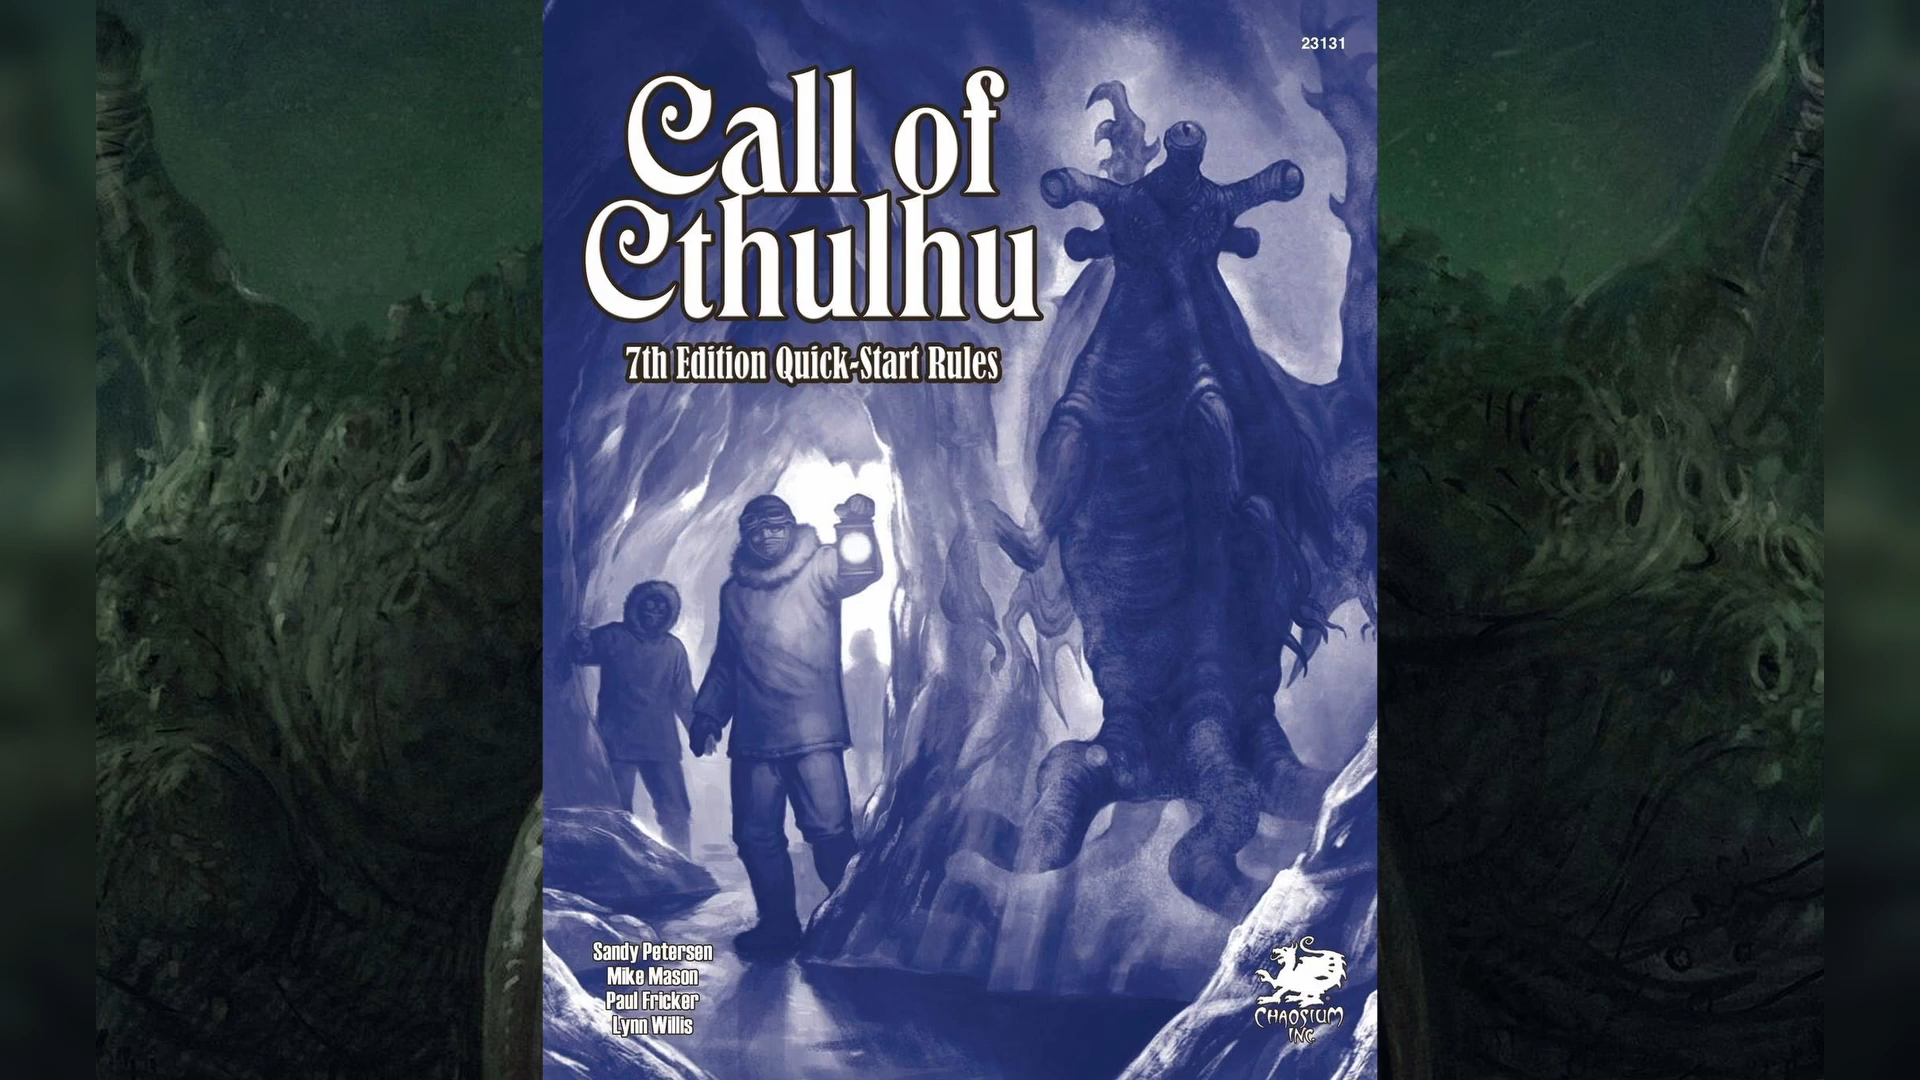 23131
Call of
Cthulhu
7th Edition Quick-Start Rules
Sandy Petersen
Mike Mason
Paul Fricker
Lynn Willis
CHAOSIUM
INC.